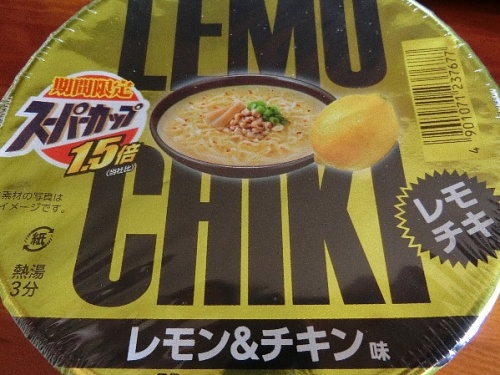 LEMO
期間限定
スーパーカップ
1.5倍
(当社比)
CHIKI
レモ
チキ
素材の写真は
イメージです。
紙
熱湯
3分
4901071237677
レモン&チキン味